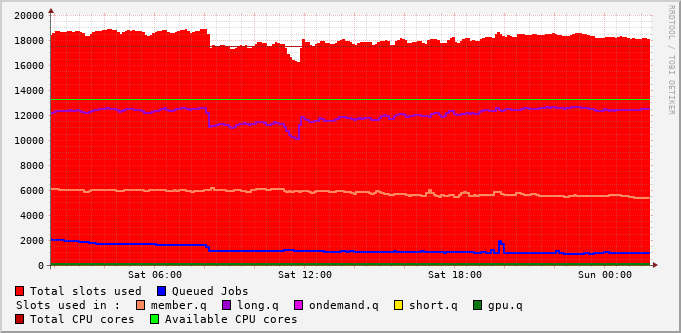 RRDTOOL / TOBI OETIKER
20000
18000
16000
14000
12000
10000
8000
6000
4000
2000
0
Sat 06:00 Sat 12:00 Sat 18:00 Sun 00:00
Total slots used Queued Jobs
Slots used in : member.q long.q ondemand.q short.q gpu.q
Total CPU cores Available CPU cores